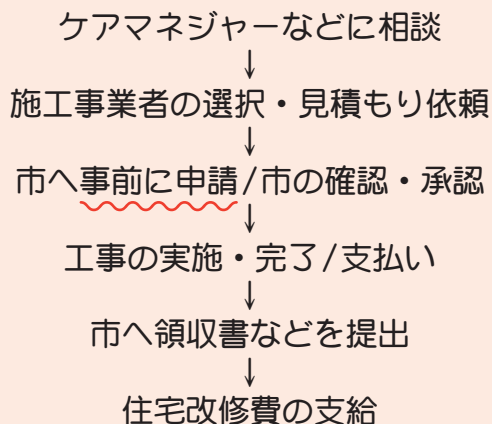 ケアマネジャーなどに相談
↓
施工事業者の選択・見積もり依頼
↓
市へ事前に申請/市の確認・承認
↓
工事の実施・完了/支払い
↓
市へ領収書などを提出
↓
住宅改修費の支給